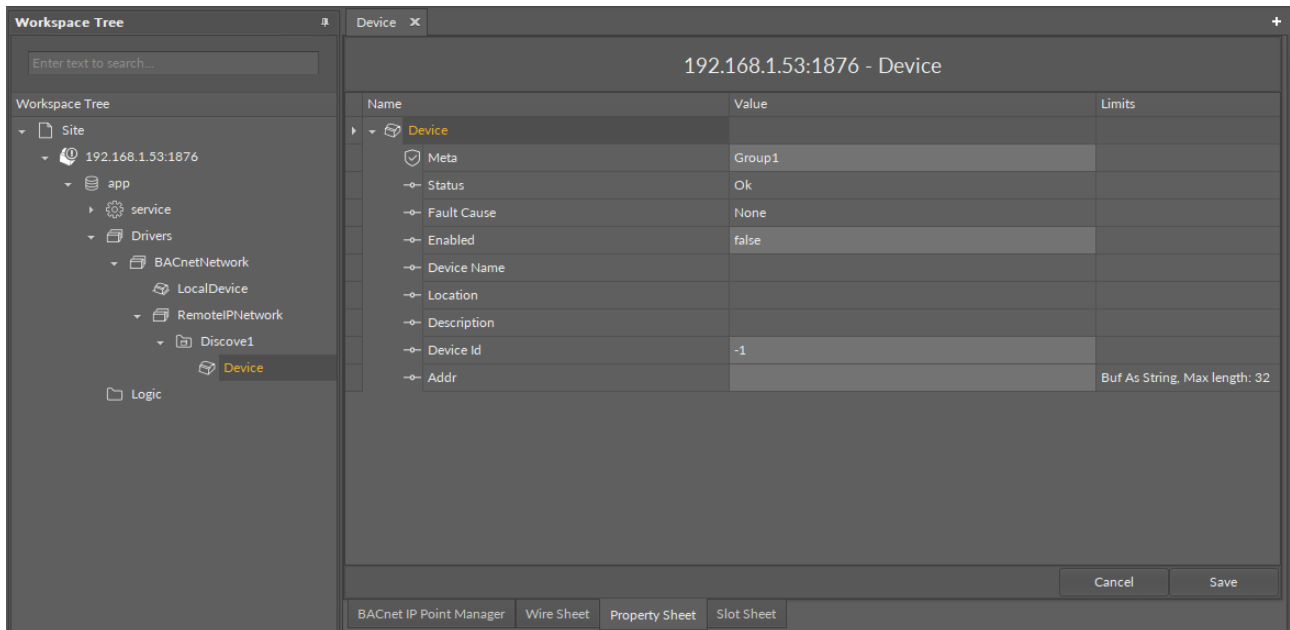 Workspace Tree
Enter text to search...
Workspace Tree
Site
192.168.1.53:1876
app
service
Drivers
BACnetNetwork
LocalDevice
RemoteIPNetwork
Discove1
Device
Logic
Device
192.168.1.53:1876 - Device
Name Value Limits
Device
Meta Group1
Status Ok
Fault Cause None
Enabled false
Device Name
Location
Description
Device Id -1
Addr Buf As String, Max length: 32
Cancel Save
BACnet IP Point Manager Wire Sheet Property Sheet Slot Sheet